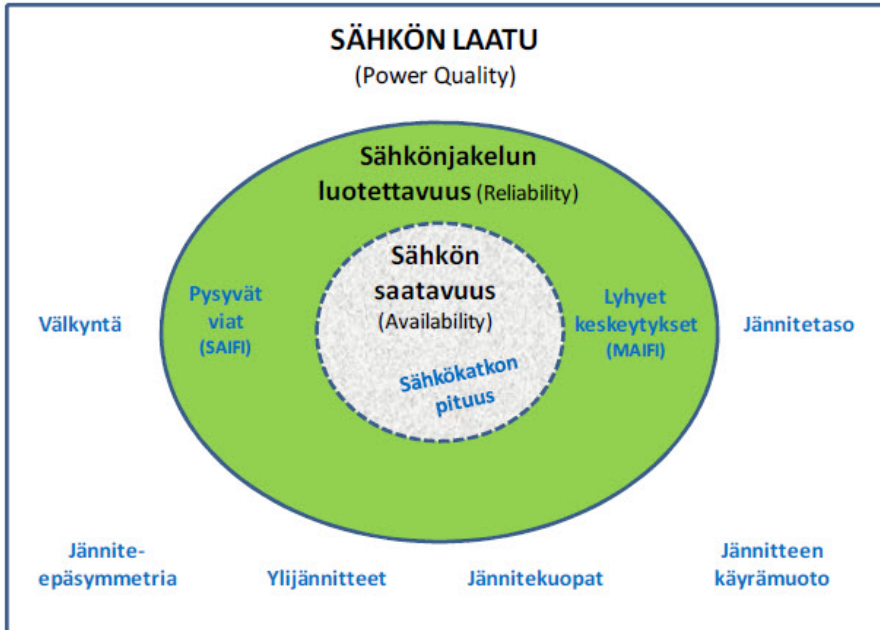 SÄHKÖN LAATU
(Power Quality)
Sähkönjakelun
luotettavuus (Reliability)
Sähkön
saatavuus
(Availability)
Sähkökatkon
pituus
Pysyvät
viat
(SAIFI)
Lyhyet
keskeytykset
(MAIFI)
Välkyntä
Jännitetaso
Jännite-
epäsymmetria
Ylijännitteet
Jännitekuopat
Jännitteen
käyrämuoto